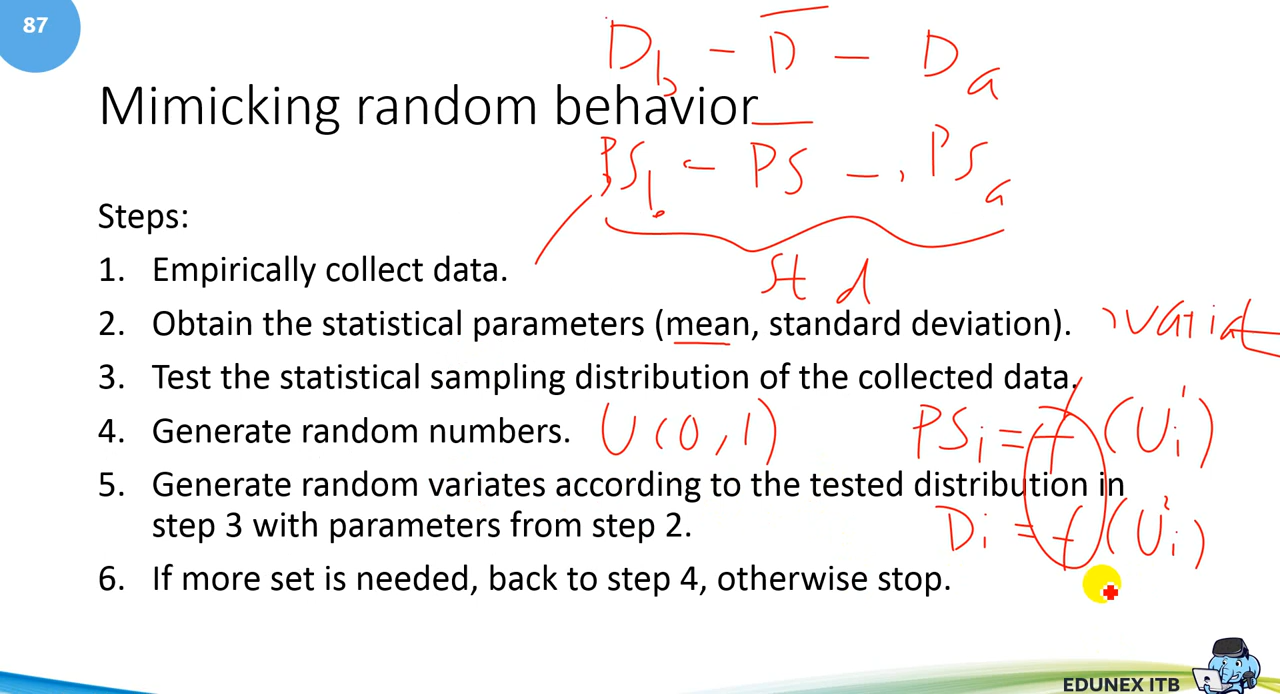 87
D_b - D̅ - D_a
Mimicking random behavior
PS_b - P̅S̅ - PS_a
Steps:
1. Empirically collect data.
std
2. Obtain the statistical parameters (mean, standard deviation).
3. Test the statistical sampling distribution of the collected data.
4. Generate random numbers. U(0,1) PS_i = f(U_i^1)
5. Generate random variates according to the tested distribution in
step 3 with parameters from step 2. D_i = f(U_i^2)
6. If more set is needed, back to step 4, otherwise stop.
EDUNEX ITB